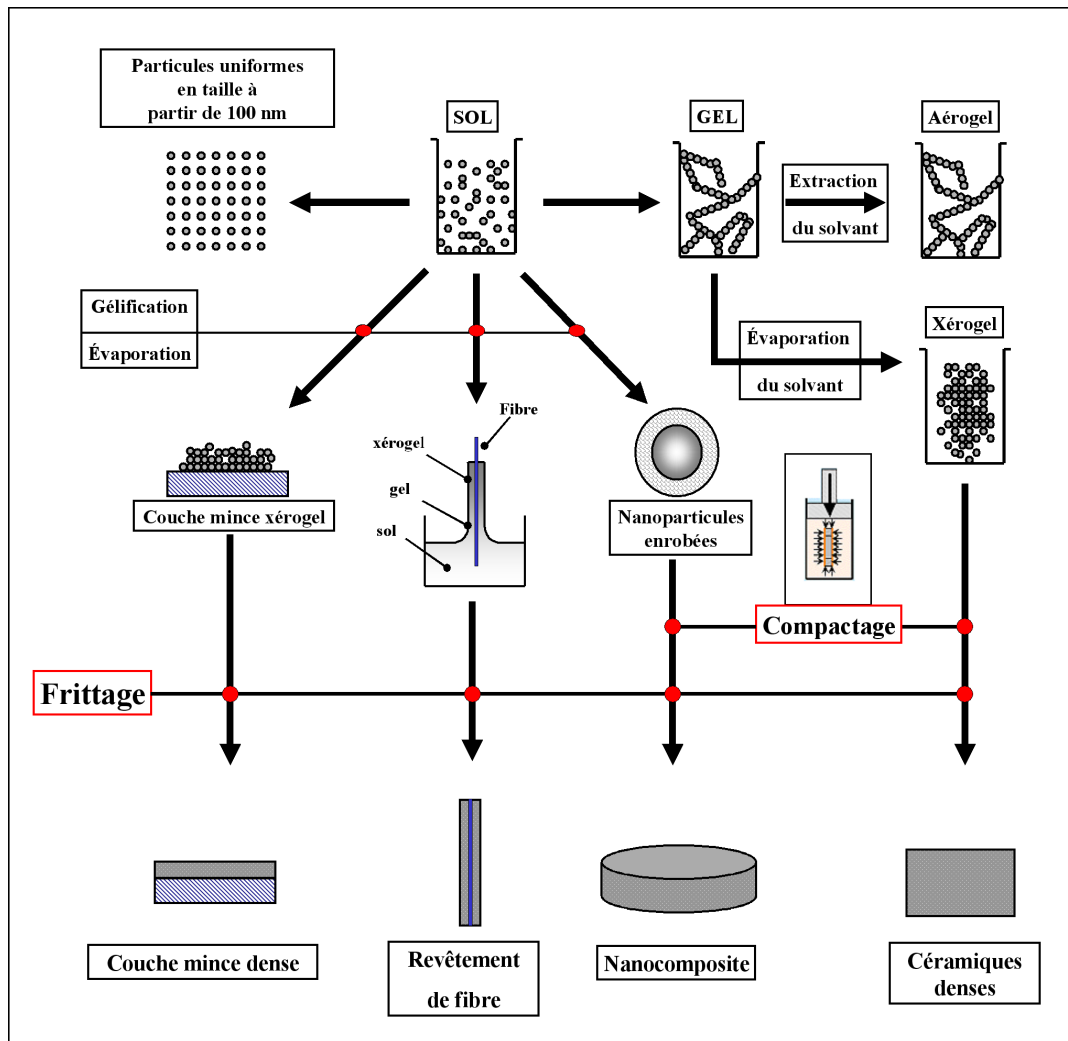 Particules uniformes
en taille à
partir de 100 nm
SOL
GEL
Aérogel
Extraction
du solvant
Gélification
Évaporation
Évaporation
du solvant
Xérogel
Fibre
xérogel
gel
sol
Couche mince xérogel
Nanoparticules
enrobées
Compactage
Frittage
Couche mince dense
Revêtement
de fibre
Nanocomposite
Céramiques
denses